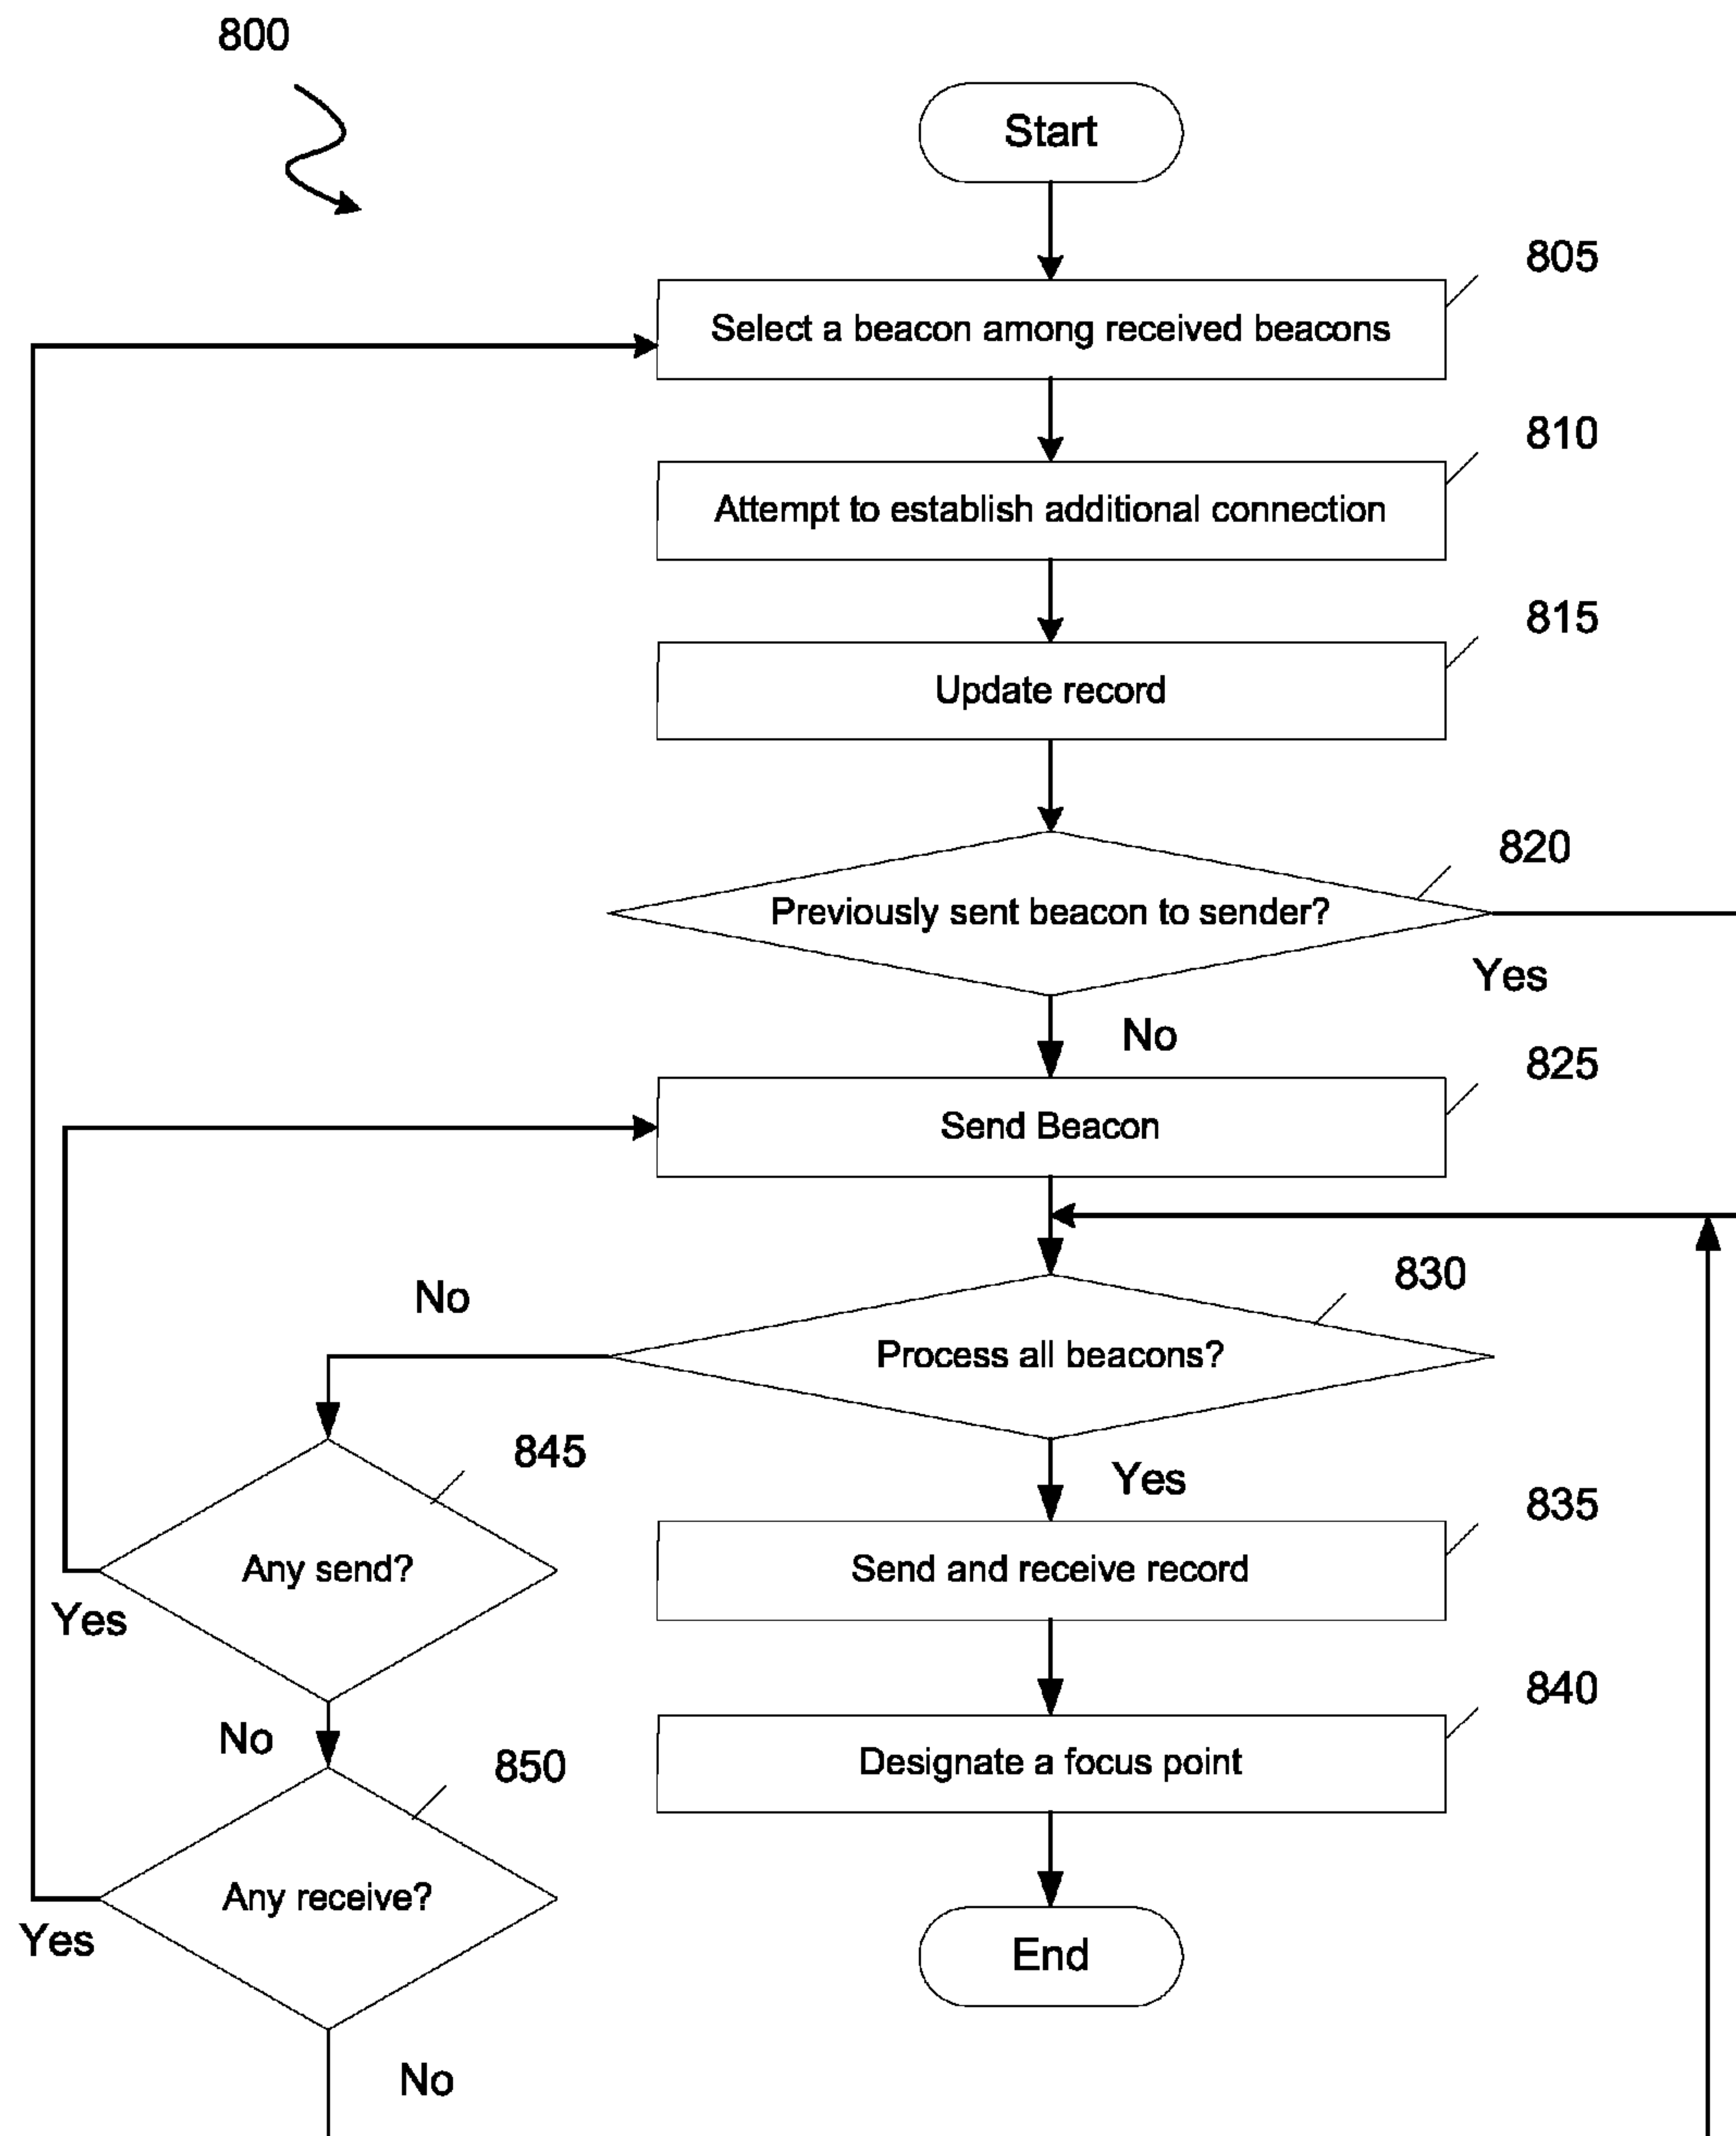 800
Start
805
Select a beacon among received beacons
810
Attempt to establish additional connection
815
Update record
820
Previously sent beacon to sender?
Yes
No
825
Send Beacon
830
No
Process all beacons?
845
Yes
835
Any send?
Send and receive record
Yes
840
No
850
Designate a focus point
Any receive?
Yes
End
No